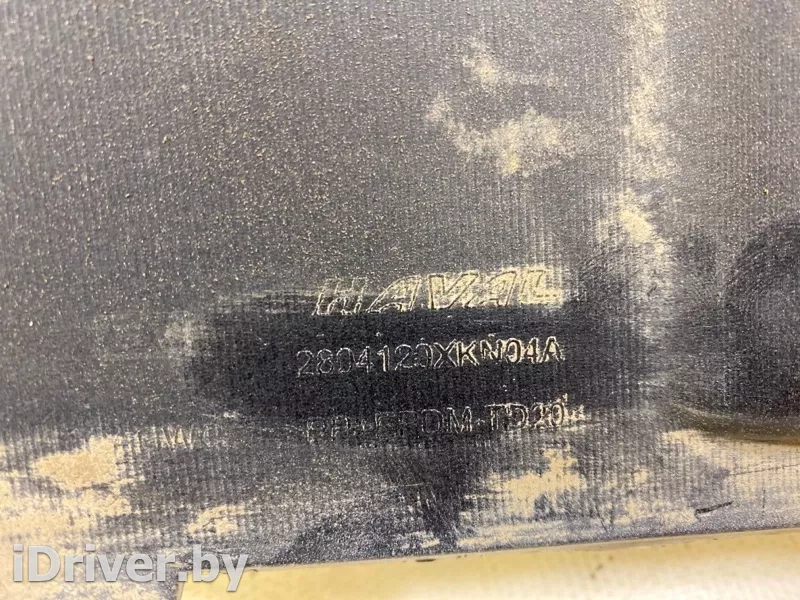 HAVAL
2804120XKN04A
PP+EPDM-TD20
iDriver.by